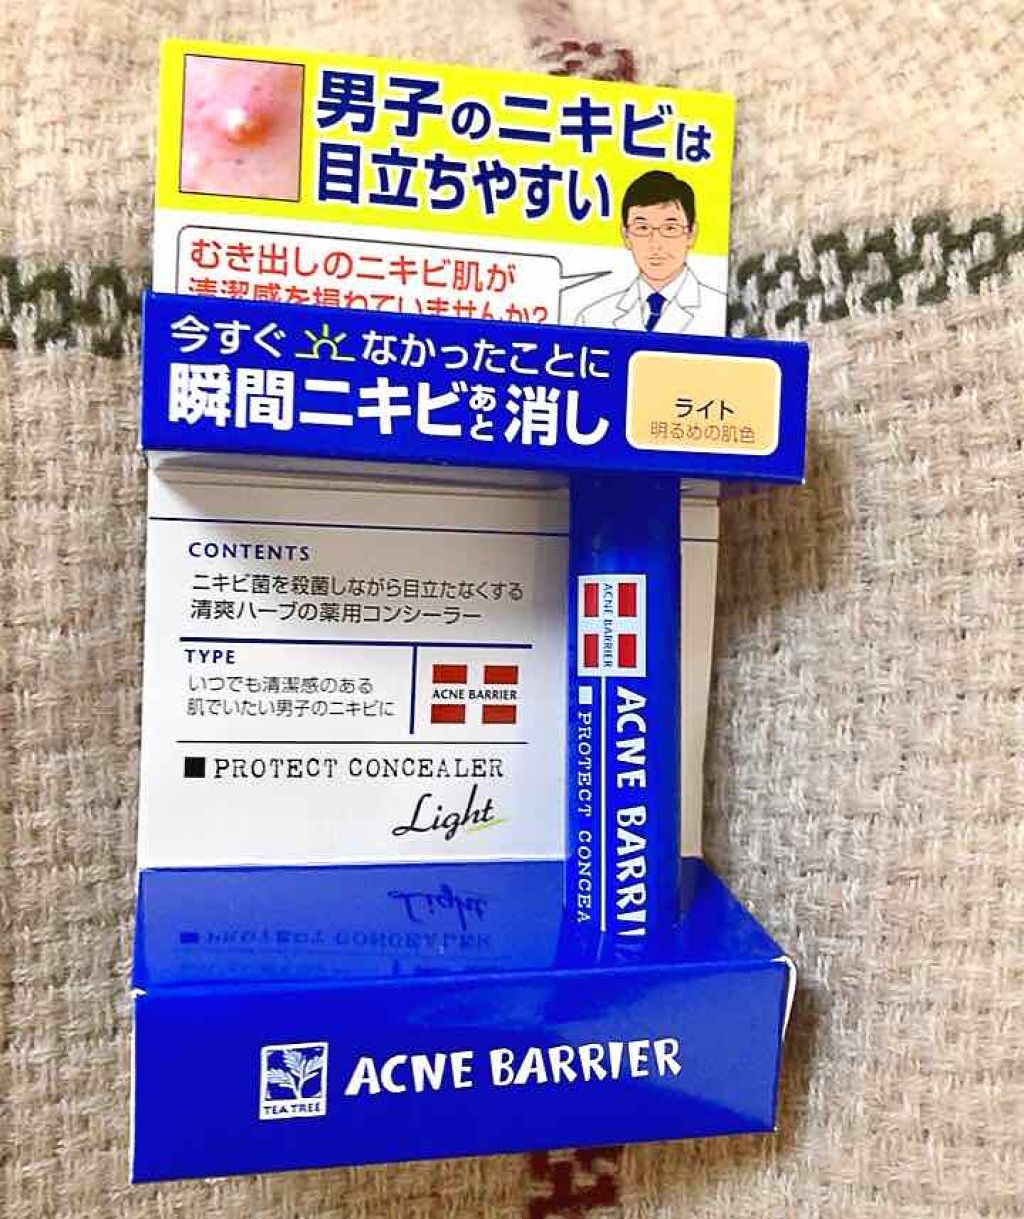 男子のニキビは
目立ちやすい
むき出しのニキビ肌が
清潔感を損ねていませんか?
今すぐ なかったことに
瞬間ニキビあと消し
ライト
明るめの肌色
CONTENTS
ニキビ菌を殺菌しながら目立たなくする
清爽ハーブの薬用コンシーラー
TYPE
いつでも清潔感のある
肌でいたい男子のニキビに
ACNE BARRIER
PROTECT CONCEALER
Light
ACNE BARRIER
ACNE BARRI
PROTECT CONCEA
TEA TREE
ACNE BARRIER